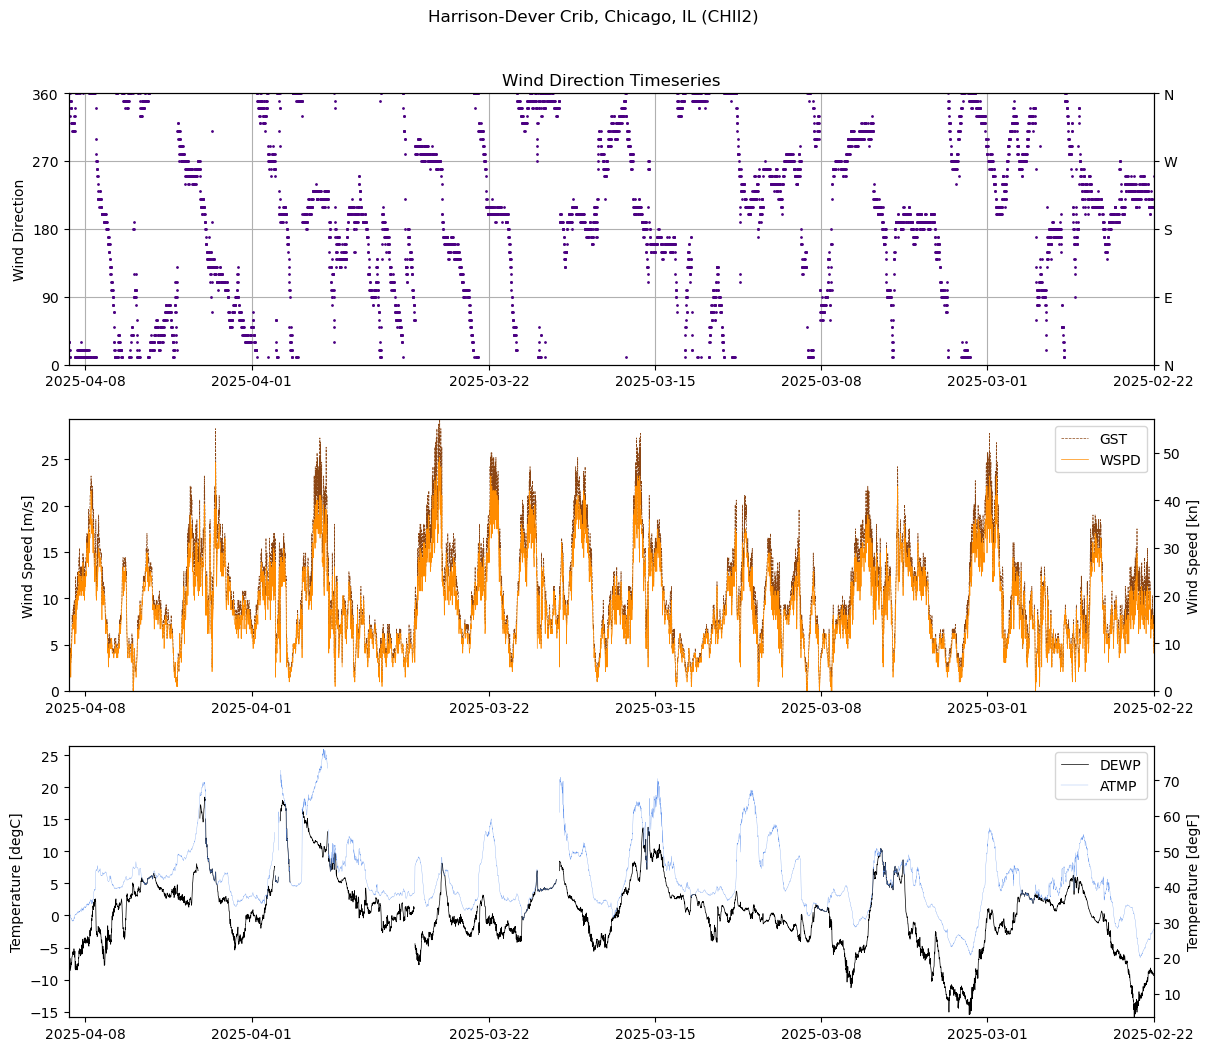 Harrison-Dever Crib, Chicago, IL (CHII2)
Wind Direction Timeseries
360
270
180
90
0
Wind Direction
N
W
S
E
N
2025-04-08 2025-04-01 2025-03-22 2025-03-15 2025-03-08 2025-03-01 2025-02-22
25
20
15
10
5
0
Wind Speed [m/s]
GST
WSPD
50
40
30
20
10
0
Wind Speed [kn]
2025-04-08 2025-04-01 2025-03-22 2025-03-15 2025-03-08 2025-03-01 2025-02-22
25
20
15
10
5
0
−5
−10
−15
Temperature [degC]
DEWP
ATMP
70
60
50
40
30
20
10
Temperature [degF]
2025-04-08 2025-04-01 2025-03-22 2025-03-15 2025-03-08 2025-03-01 2025-02-22